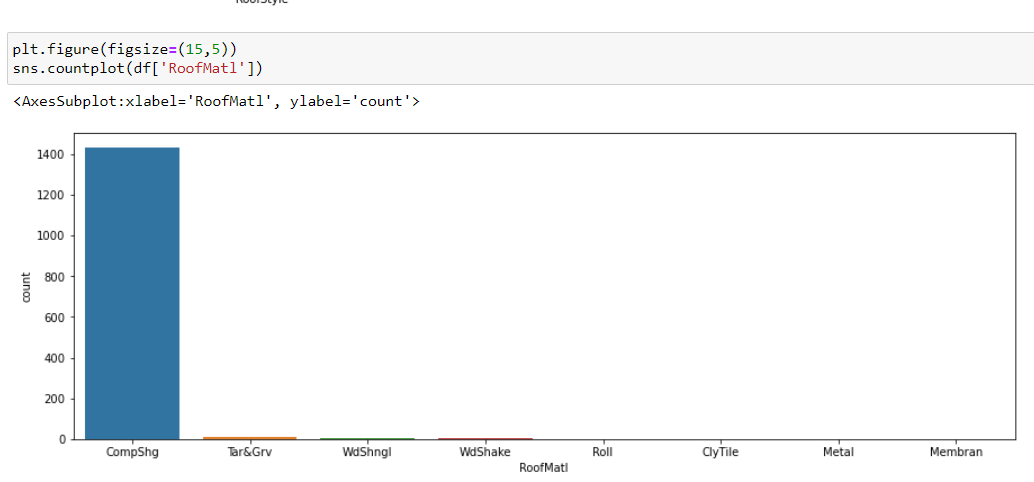 RoofStyle
plt.figure(figsize=(15,5))
sns.countplot(df['RoofMatl'])
<AxesSubplot:xlabel='RoofMatl', ylabel='count'>
1400
1200
1000
800
600
400
200
0
count
CompShg Tar&Grv WdShngl WdShake Roll ClyTile Metal Membran
RoofMatl